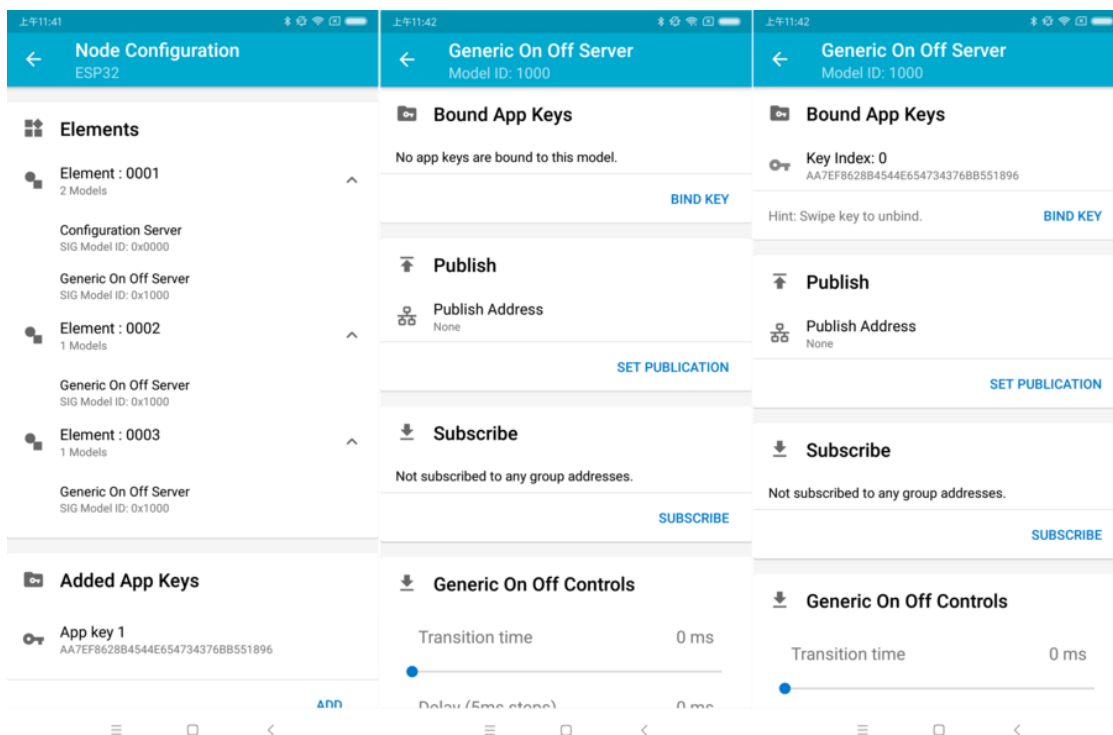 上午11:41
Node Configuration
ESP32
Elements
Element : 0001
2 Models
Configuration Server
SIG Model ID: 0x0000
Generic On Off Server
SIG Model ID: 0x1000
Element : 0002
1 Models
Generic On Off Server
SIG Model ID: 0x1000
Element : 0003
1 Models
Generic On Off Server
SIG Model ID: 0x1000
Added App Keys
App key 1
AA7EF8628B4544E654734376BB551896
ADD
上午11:42
Generic On Off Server
Model ID: 1000
Bound App Keys
No app keys are bound to this model.
BIND KEY
Publish
Publish Address
None
SET PUBLICATION
Subscribe
Not subscribed to any group addresses.
SUBSCRIBE
Generic On Off Controls
Transition time 0 ms
Delay (5ms steps) 0 ms
上午11:42
Generic On Off Server
Model ID: 1000
Bound App Keys
Key Index: 0
AA7EF8628B4544E654734376BB551896
Hint: Swipe key to unbind. BIND KEY
Publish
Publish Address
None
SET PUBLICATION
Subscribe
Not subscribed to any group addresses.
SUBSCRIBE
Generic On Off Controls
Transition time 0 ms